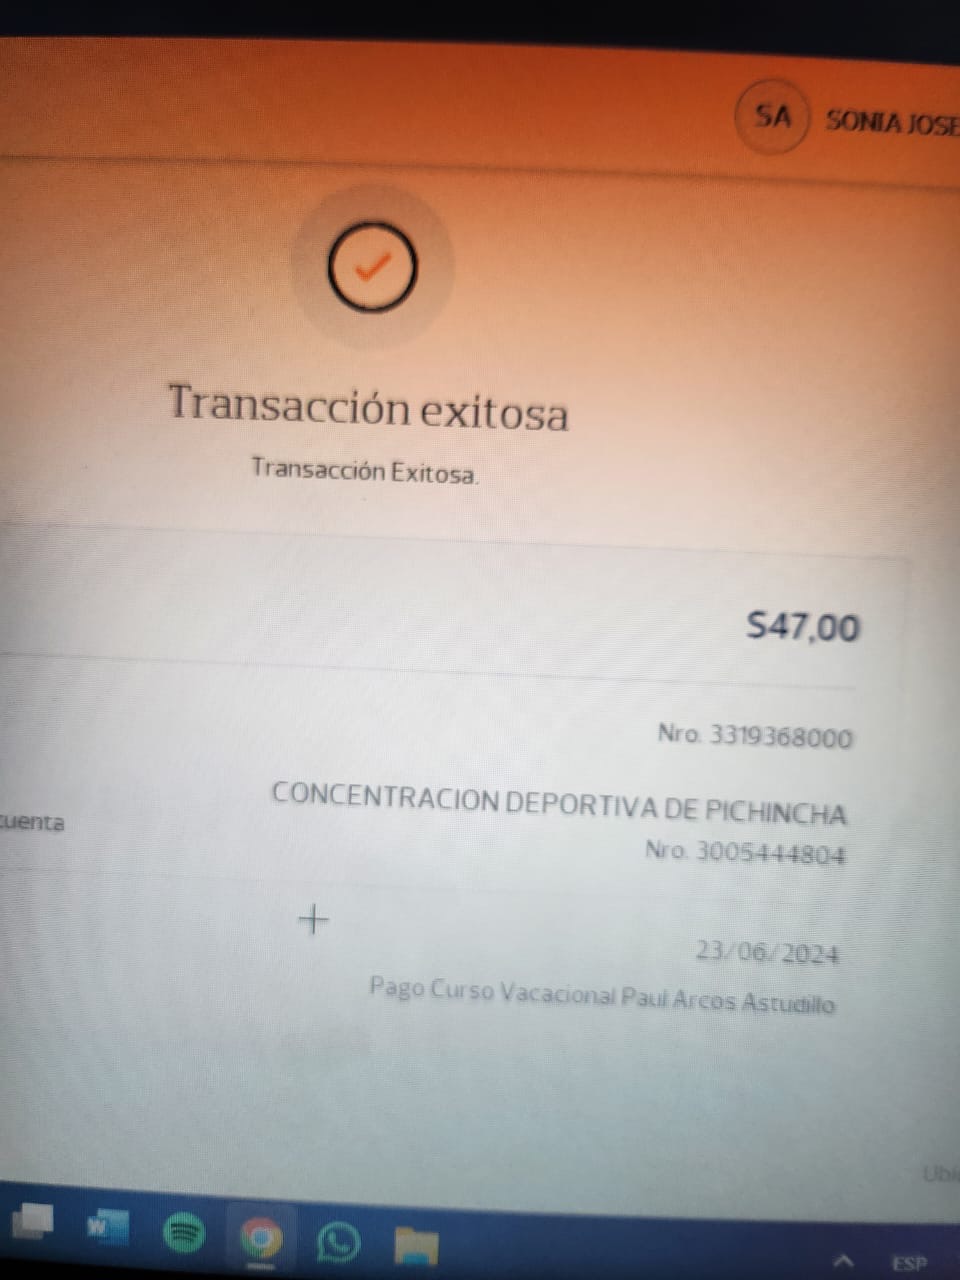 SA SONIA JOSE
Transacción exitosa
Transacción Exitosa.
$47,00
Nro. 3319368000
CONCENTRACION DEPORTIVA DE PICHINCHA
cuenta
Nro. 3005444804
23/06/2024
Pago Curso Vacacional Paul Arcos Astudillo
Ubi
W
ESP